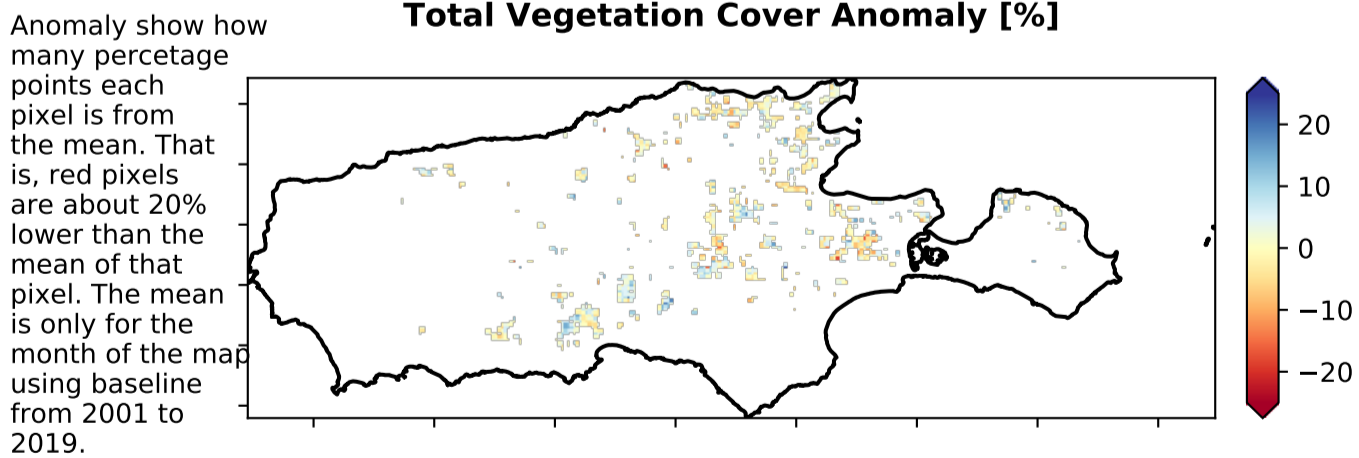 Total Vegetation Cover Anomaly [%]
Anomaly show how
many percetage
points each
pixel is from
the mean. That
is, red pixels
are about 20%
lower than the
mean of that
pixel. The mean
is only for the
month of the map
using baseline
from 2001 to
2019.
20
10
0
−10
−20